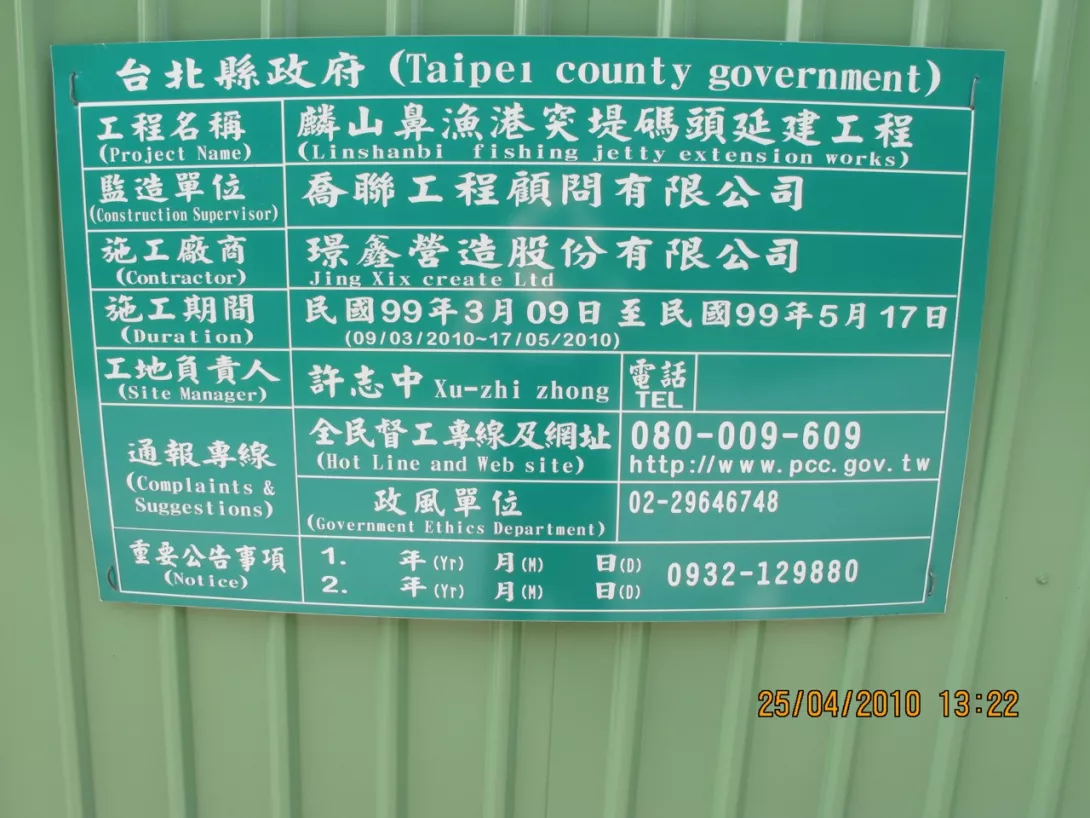 台北縣政府 (Taipei county government)
工程名稱
(Project Name)
麟山鼻漁港突堤碼頭延建工程
(Linshanbi fishing jetty extension works)
監造單位
(Construction Supervisor)
喬聯工程顧問有限公司
施工廠商
(Contractor)
璟鑫營造股份有限公司
Jing Xix create Ltd
施工期間
(Duration)
民國99年3月09日至民國99年5月17日
(09/03/2010~17/05/2010)
工地負責人
(Site Manager)
許志中 Xu-zhi zhong
電話
TEL
通報專線
(Complaints &
Suggestions)
全民督工專線及網址
(Hot Line and Web site)
080-009-609
http://www.pcc.gov.tw
政風單位
(Government Ethics Department)
02-29646748
重要公告事項
(Notice)
1. 年(Yr) 月(M) 日(D)
2. 年(Yr) 月(M) 日(D)
0932-129880
25/04/2010 13:22